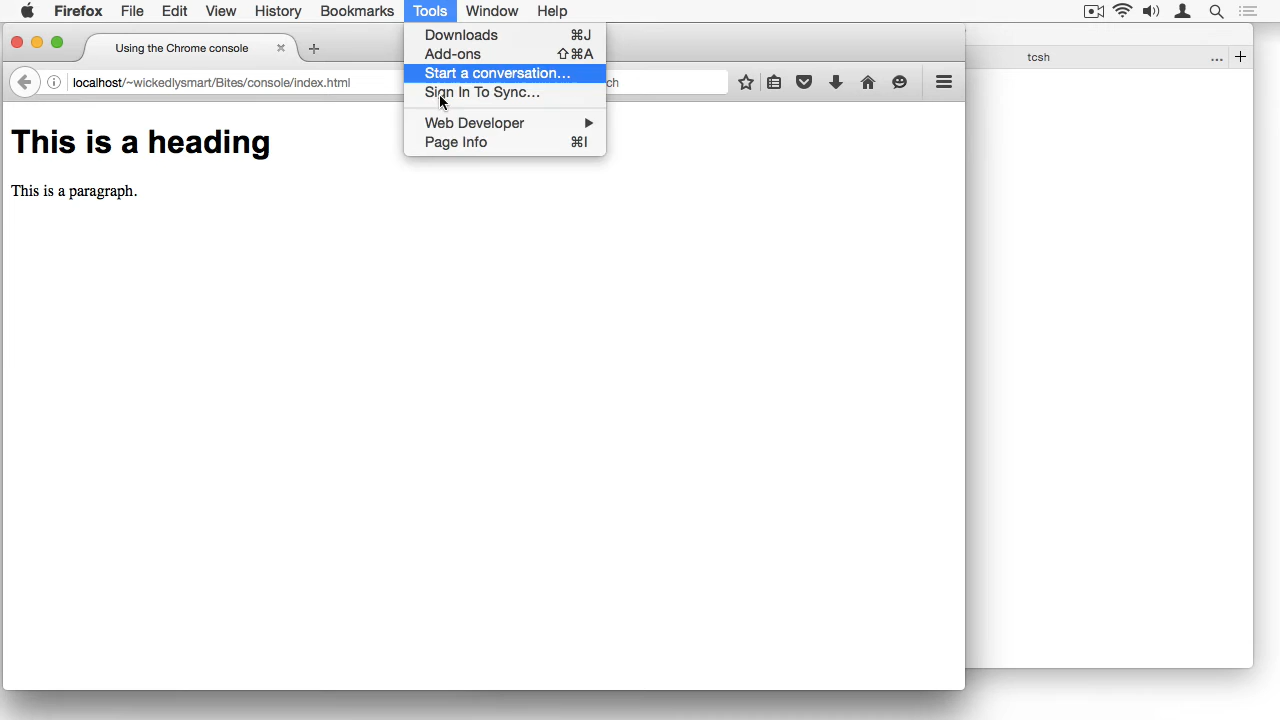 Firefox File Edit View History Bookmarks Tools Window Help
Downloads ⌘J
Add-ons ⇧⌘A
Start a conversation...
Sign In To Sync...
Web Developer ▶
Page Info ⌘I
Using the Chrome console
tcsh ...
localhost/~wickedlysmart/Bites/console/index.html
ch
This is a heading
This is a paragraph.